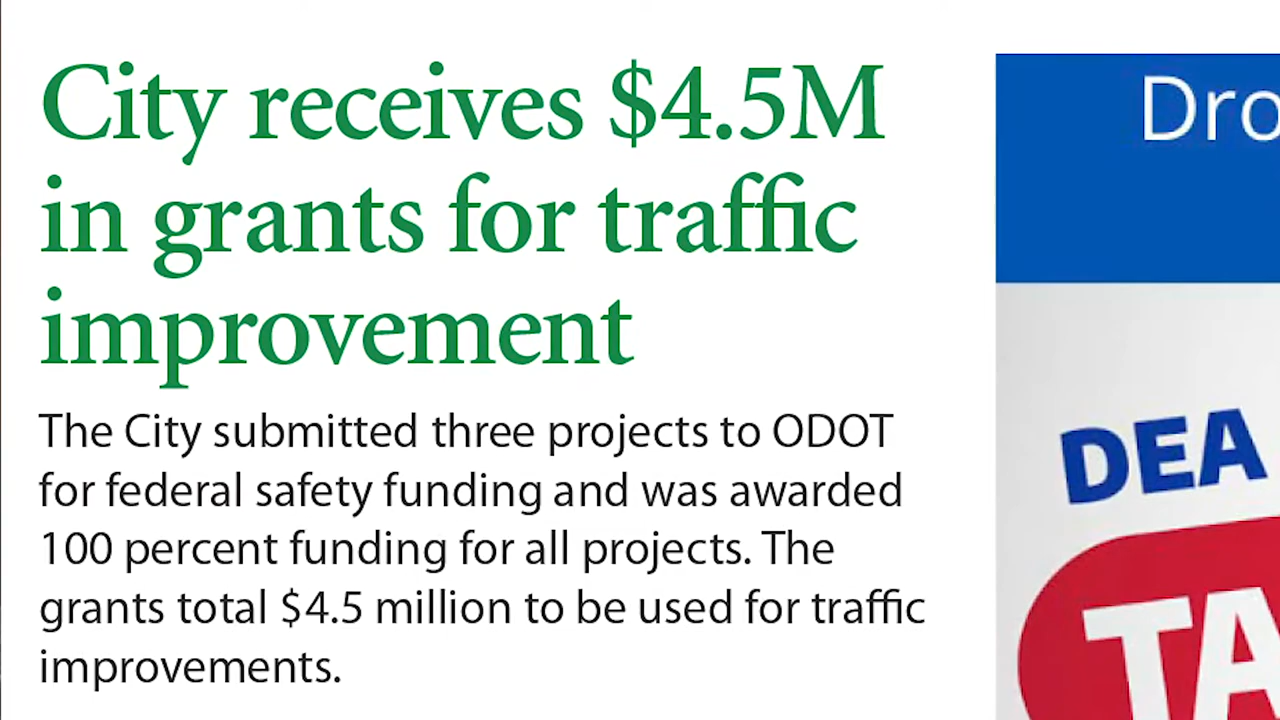 City receives $4.5M
in grants for traffic
improvement
The City submitted three projects to ODOT
for federal safety funding and was awarded
100 percent funding for all projects. The
grants total $4.5 million to be used for traffic
improvements.
DEA